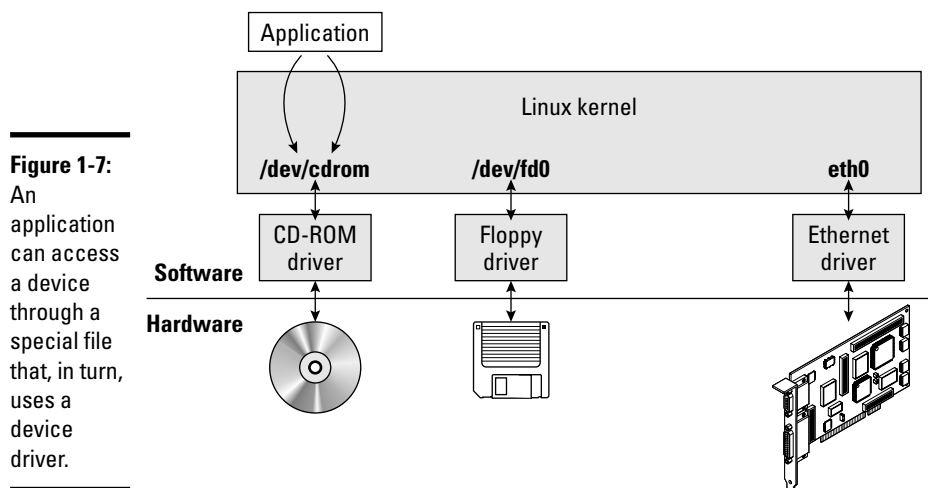 Application
Linux kernel
/dev/cdrom
/dev/fd0
eth0
CD-ROM
driver
Floppy
driver
Ethernet
driver
Software
Hardware
Figure 1-7:
An
application
can access
a device
through a
special file
that, in turn,
uses a
device
driver.